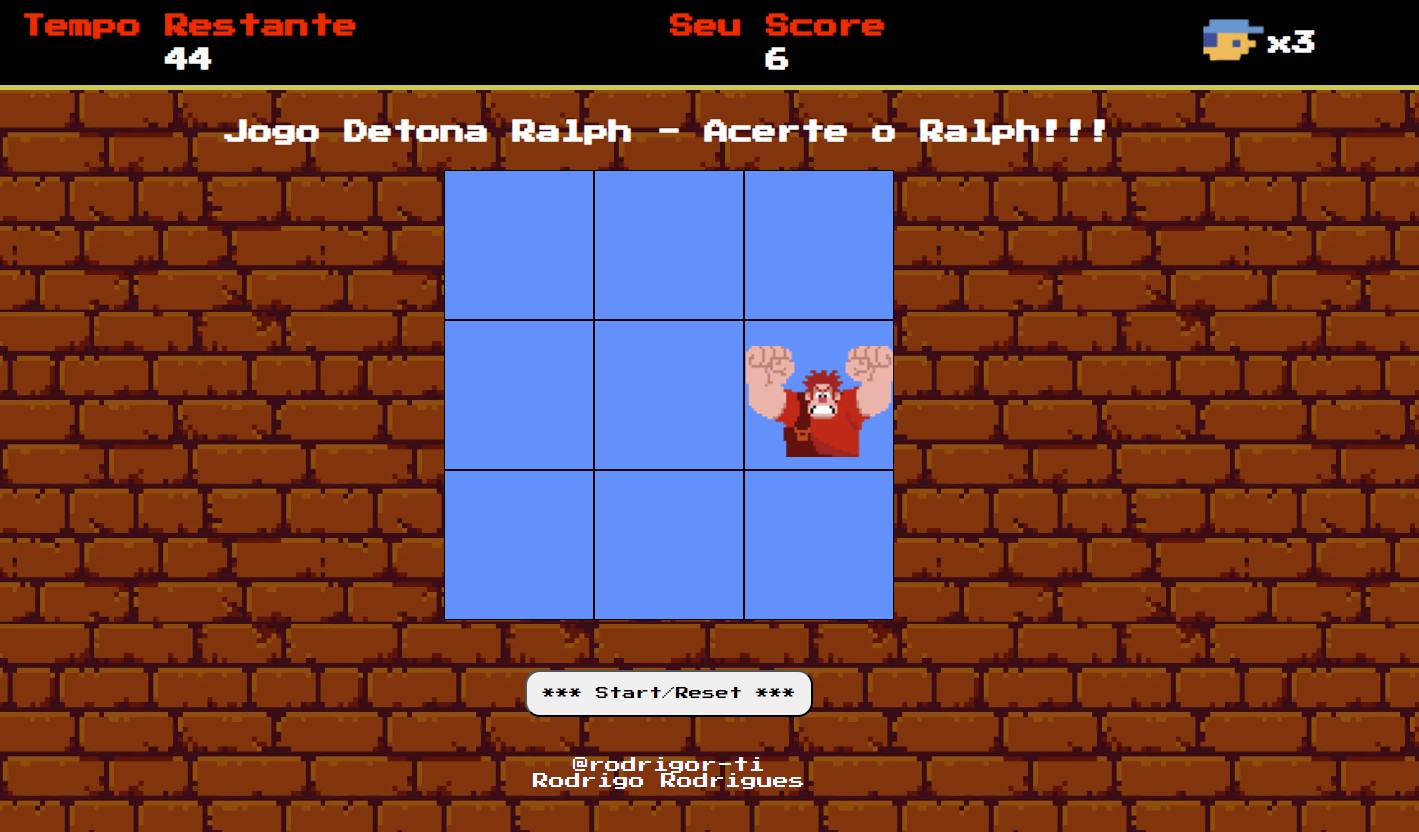 Tempo Restante
44
Seu Score
6
x3
Jogo Detona Ralph - Acerte o Ralph!!!
*** Start/Reset ***
@rodrigor-ti
Rodrigo Rodrigues